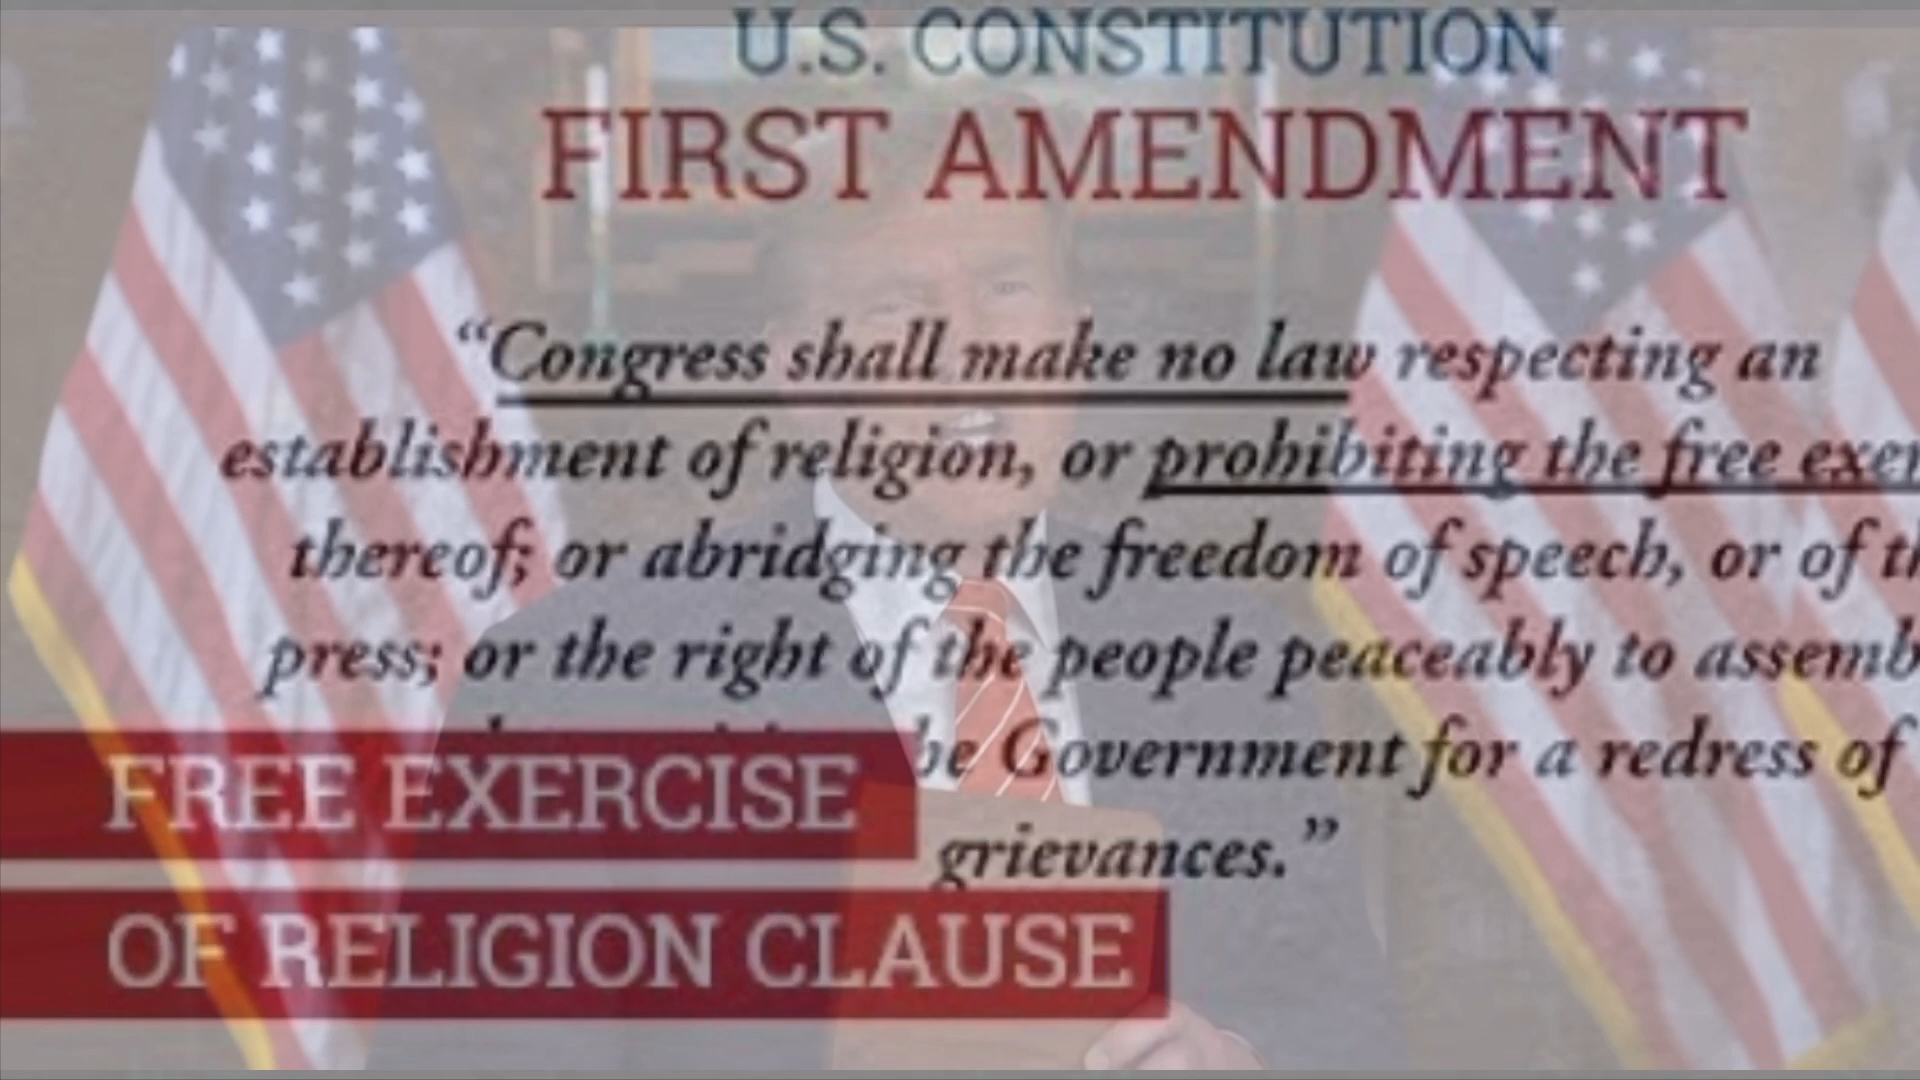 U.S. CONSTITUTION
FIRST AMENDMENT
“Congress shall make no law respecting an
establishment of religion, or prohibiting the free exer
thereof; or abridging the freedom of speech, or of th
press; or the right of the people peaceably to assemb
he Government for a redress of
grievances.”
FREE EXERCISE
OF RELIGION CLAUSE